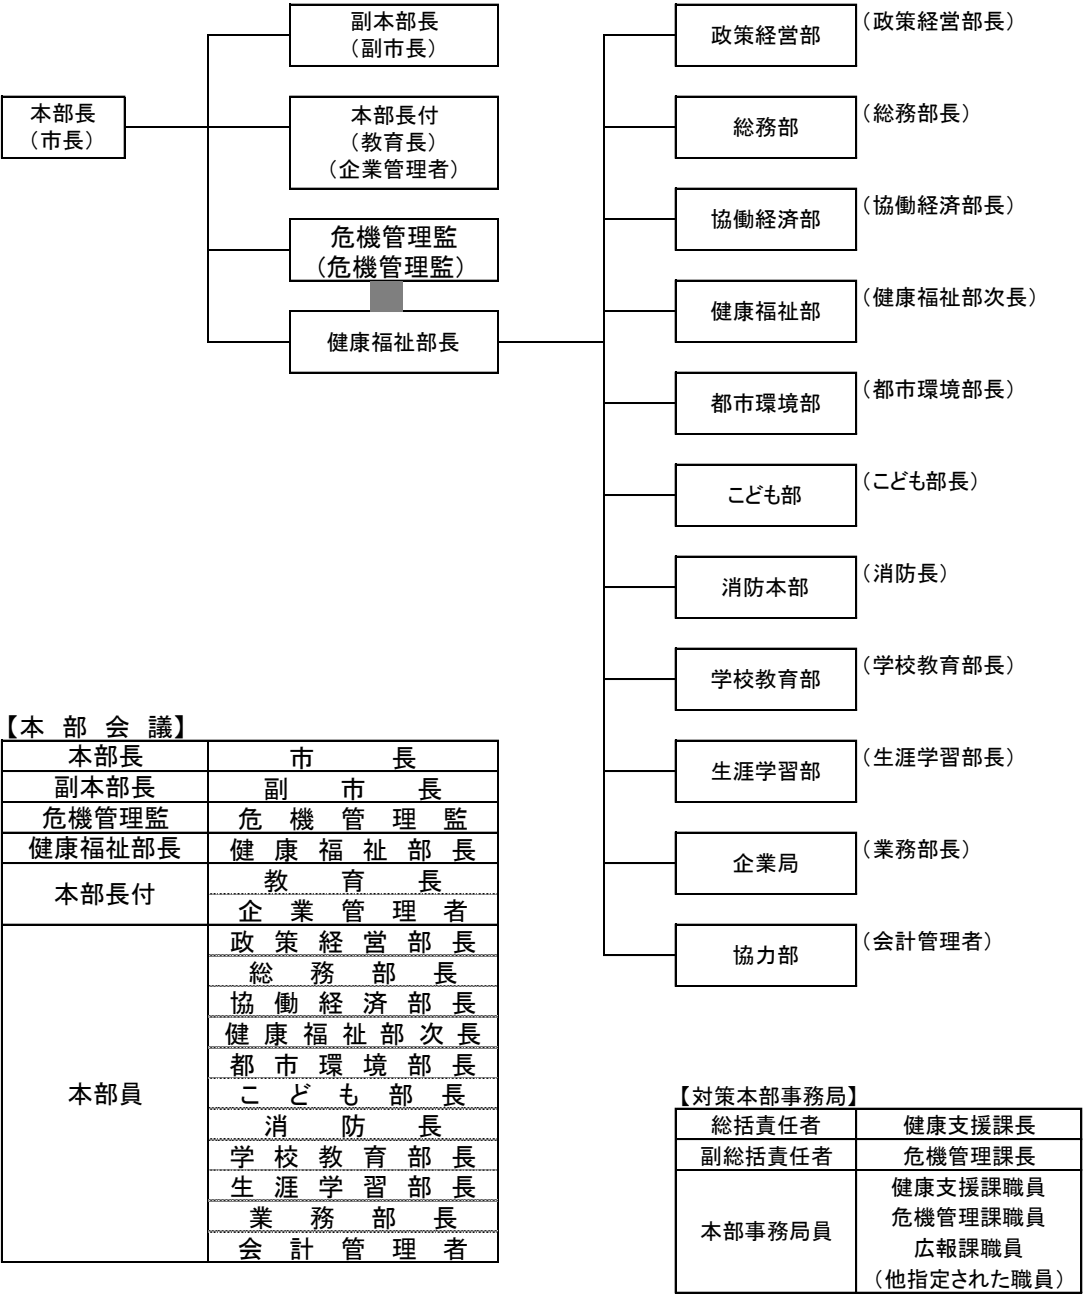 本部長
（市長）
副本部長
（副市長）
本部長付
（教育長）
（企業管理者）
危機管理監
（危機管理監）
健康福祉部長
政策経営部
（政策経営部長）
総務部
（総務部長）
協働経済部
（協働経済部長）
健康福祉部
（健康福祉部次長）
都市環境部
（都市環境部長）
こども部
（こども部長）
消防本部
（消防長）
学校教育部
（学校教育部長）
生涯学習部
（生涯学習部長）
企業局
（業務部長）
協力部
（会計管理者）
【本　部　会　議】
本部長　市　長
副本部長　副　市　長
危機管理監　危　機　管　理　監
健康福祉部長　健　康　福　祉　部　長
本部長付
教　育　長
企　業　管　理　者
本部員
政　策　経　営　部　長
総　務　部　長
協　働　経　済　部　長
健　康　福　祉　部　次　長
都　市　環　境　部　長
こ　ど　も　部　長
消　防　長
学　校　教　育　部　長
生　涯　学　習　部　長
業　務　部　長
会　計　管　理　者
【対策本部事務局】
総括責任者　健康支援課長
副総括責任者　危機管理課長
本部事務局員
健康支援課職員
危機管理課職員
広報課職員
（他指定された職員）